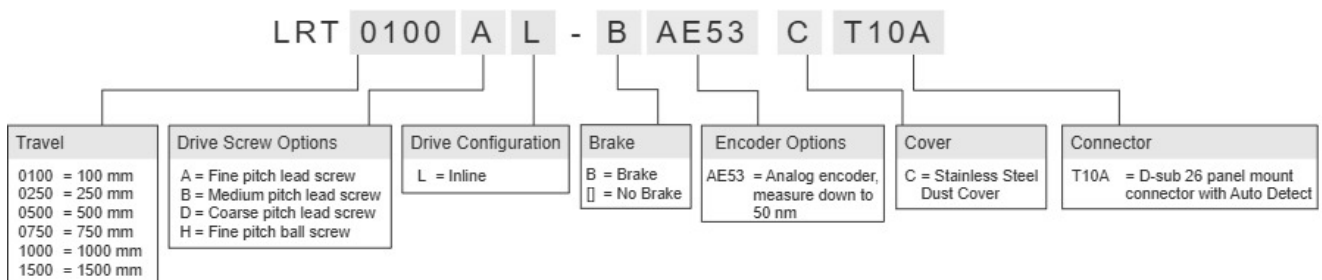 LRT 0100 A L - B AE53 C T10A
Travel
0100 = 100 mm
0250 = 250 mm
0500 = 500 mm
0750 = 750 mm
1000 = 1000 mm
1500 = 1500 mm
Drive Screw Options
A = Fine pitch lead screw
B = Medium pitch lead screw
D = Coarse pitch lead screw
H = Fine pitch ball screw
Drive Configuration
L = Inline
Brake
B = Brake
[] = No Brake
Encoder Options
AE53 = Analog encoder,
measure down to
50 nm
Cover
C = Stainless Steel
Dust Cover
Connector
T10A = D-sub 26 panel mount
connector with Auto Detect